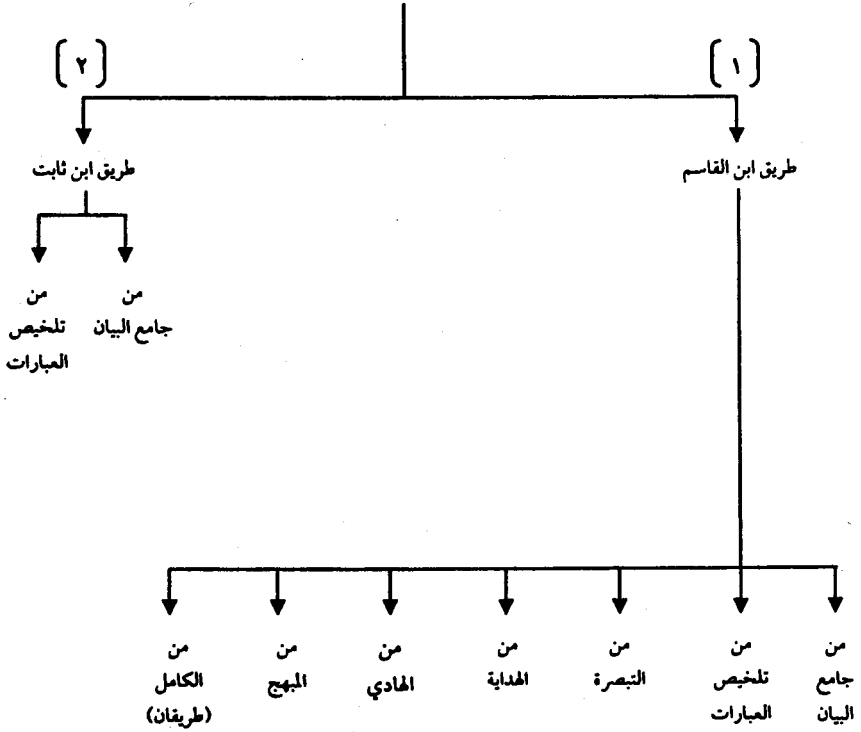 (١)
(٢)
طريق ابن القاسم
طريق ابن ثابت
من
جامع البيان
من
تلخيص
العبارات
من
جامع
البيان
من
تلخيص
العبارات
من
التبصرة
من
الهداية
من
الهادي
من
المبهج
من
الكامل
(طريقان)